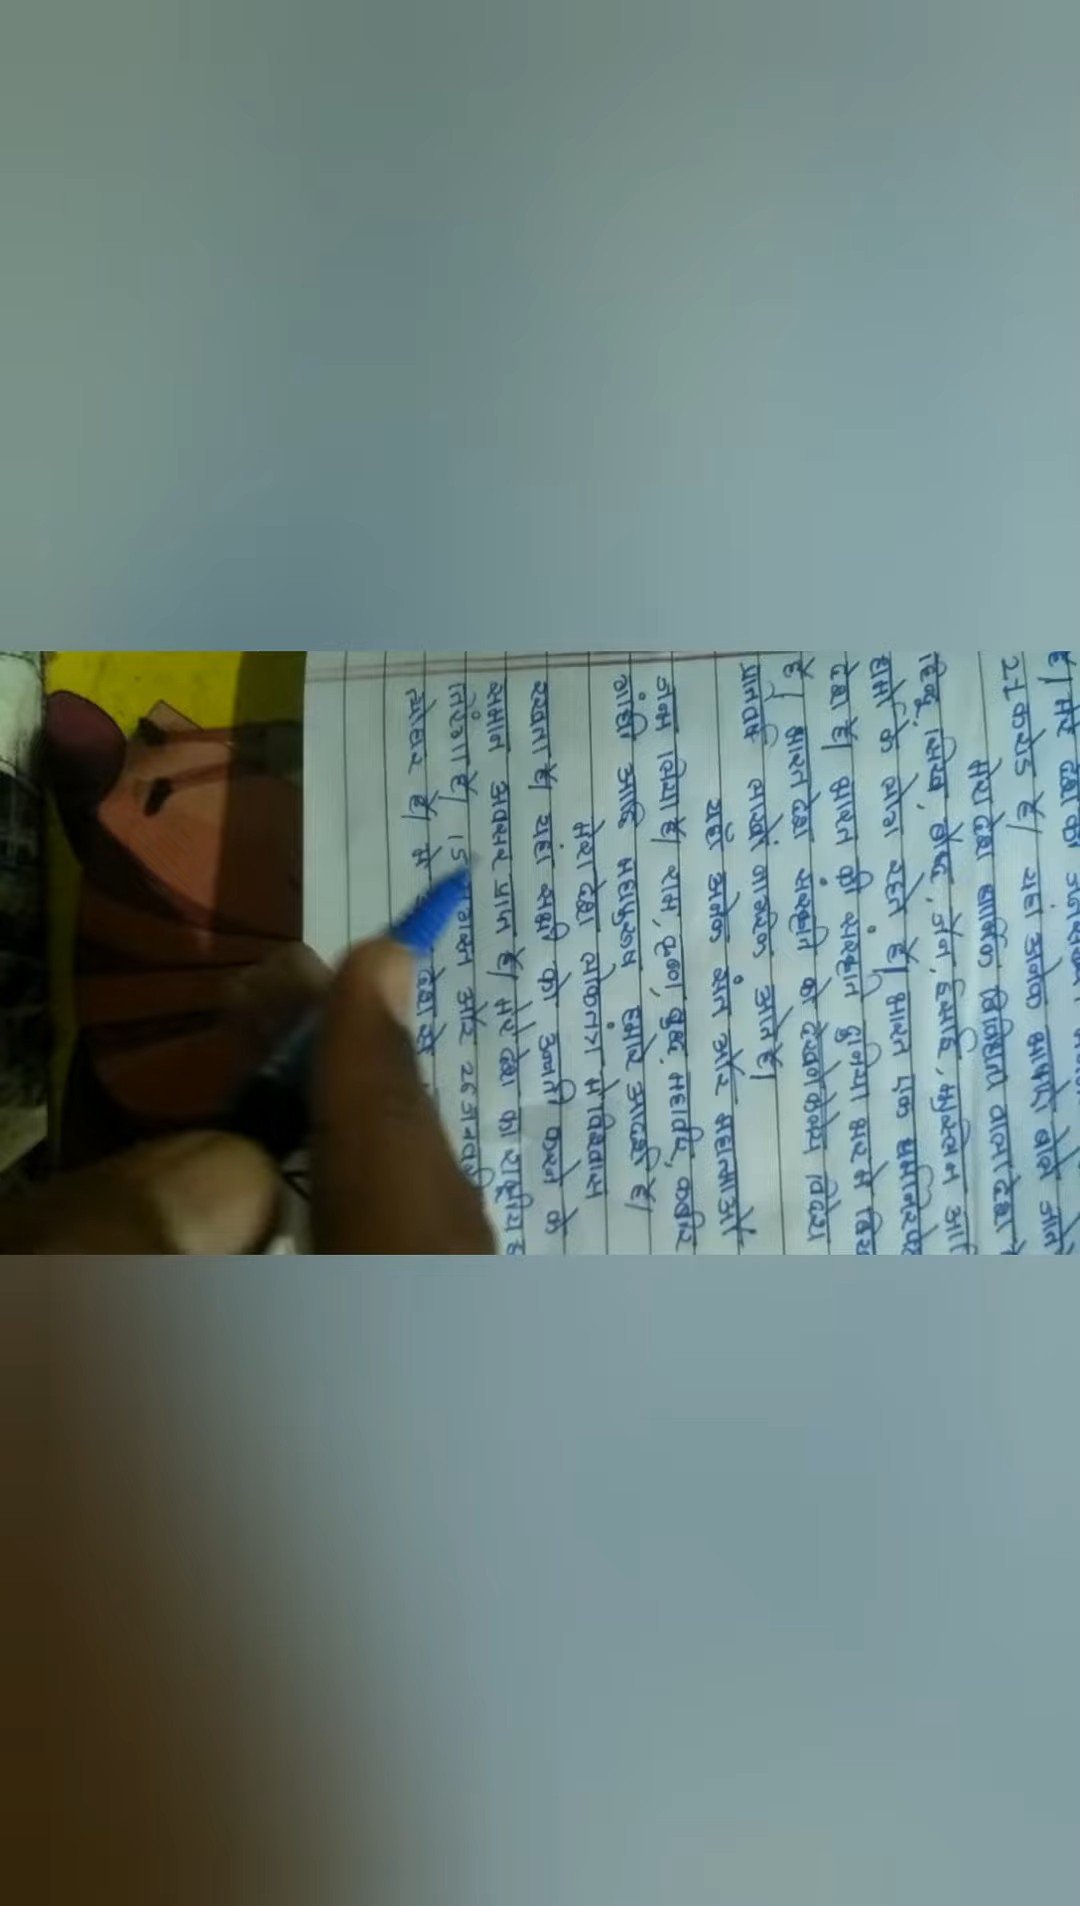 है। मेरे देश की जनसंख्या
21 करोड़ है। यहां अनेक भाषाएं बोली जाती
मेरा देश धार्मिक विविधता वाला देश
हिन्दू, सिख, बौध्द, जैन, ईसाई, मुसलमान आदि
धर्मो के लोग रहते है। भारत एक धर्मनिरपेक्ष
देश है। भारत की संस्कृति दुनिया भर में
है। भारत देश संस्कृति को देखने के लिए विदेश
प्रतिवर्ष लाखों नागरिक आते है।
यहाँ अनेक संत और महात्माओं
जन्म लिया है। राम, कृष्ण, बुध्द, महावीर, कबीर
गांधी आदि महापुरुष हमारे आदर्श है।
मेरा देश लोकतंत्र में विश्वास
रखता है। यहां सभी को उन्नति करने के
समान अवसर प्राप्त है। मेरे देश का राष्ट्रीय
तिरंगा है। 15 अगस्त और 26 जनवरी
त्योहार है। मैं देश